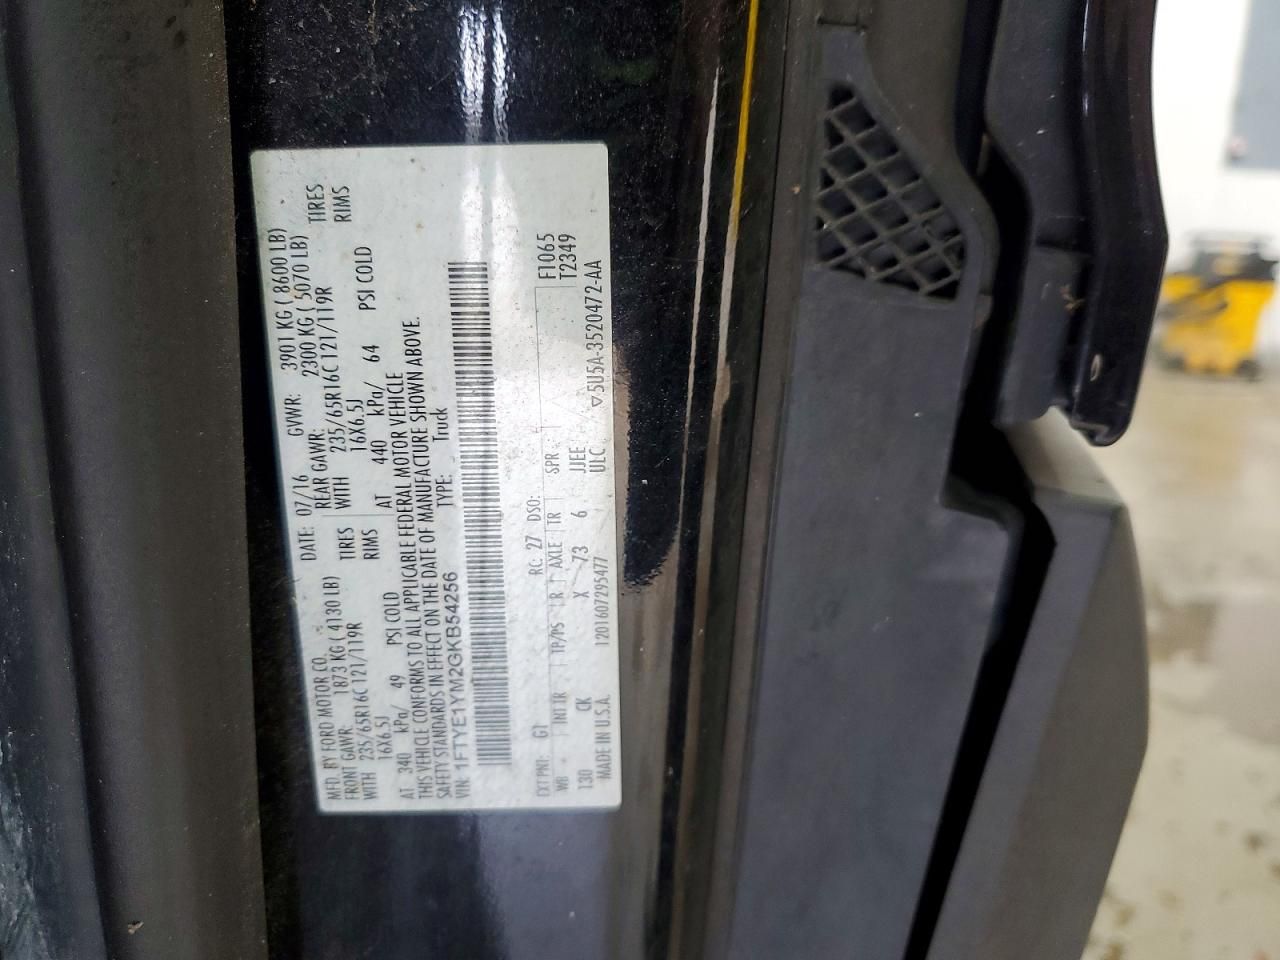 MFD. BY FORD MOTOR CO. DATE: 07/16 GVWR: 3901 KG ( 8600 LB)
FRONT GAWR: 1873 KG ( 4130 LB) REAR GAWR: 2300 KG ( 5070 LB)
WITH 235/65R16C 121/119R TIRES WITH 235/65R16C 121/119R TIRES
16X6.5J RIMS 16X6.5J RIMS
AT 340 kPa/ 49 PSI COLD AT 440 kPa/ 64 PSI COLD
THIS VEHICLE CONFORMS TO ALL APPLICABLE FEDERAL MOTOR VEHICLE
SAFETY STANDARDS IN EFFECT ON THE DATE OF MANUFACTURE SHOWN ABOVE.
VIN: 1FTYE1YM2GKB54256 TYPE: Truck
EXT PNT: G1 RC: 27 DSO: F1065
WB INT TR TP/PS R AXLE TR SPR T2349
130 CK X 73 6 JJEE
MADE IN U.S.A. 1201607295477 ULC ▽5U5A-3520472-AA